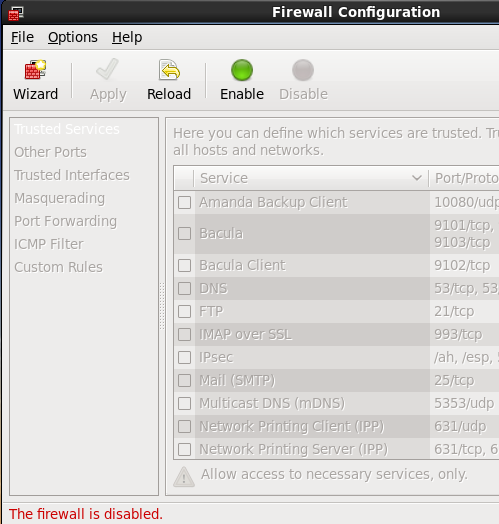 Firewall Configuration
File Options Help
Wizard Apply Reload Enable Disable
Trusted Services
Other Ports
Trusted Interfaces
Masquerading
Port Forwarding
ICMP Filter
Custom Rules
Here you can define which services are trusted.
all hosts and networks.
Service Port/Proto
Amanda Backup Client 10080/udp
Bacula 9101/tcp,
9103/tcp
Bacula Client 9102/tcp
DNS 53/tcp, 53
FTP 21/tcp
IMAP over SSL 993/tcp
IPsec /ah, /esp,
Mail (SMTP) 25/tcp
Multicast DNS (mDNS) 5353/udp
Network Printing Client (IPP) 631/udp
Network Printing Server (IPP) 631/tcp, 6
Allow access to necessary services, only.
The firewall is disabled.